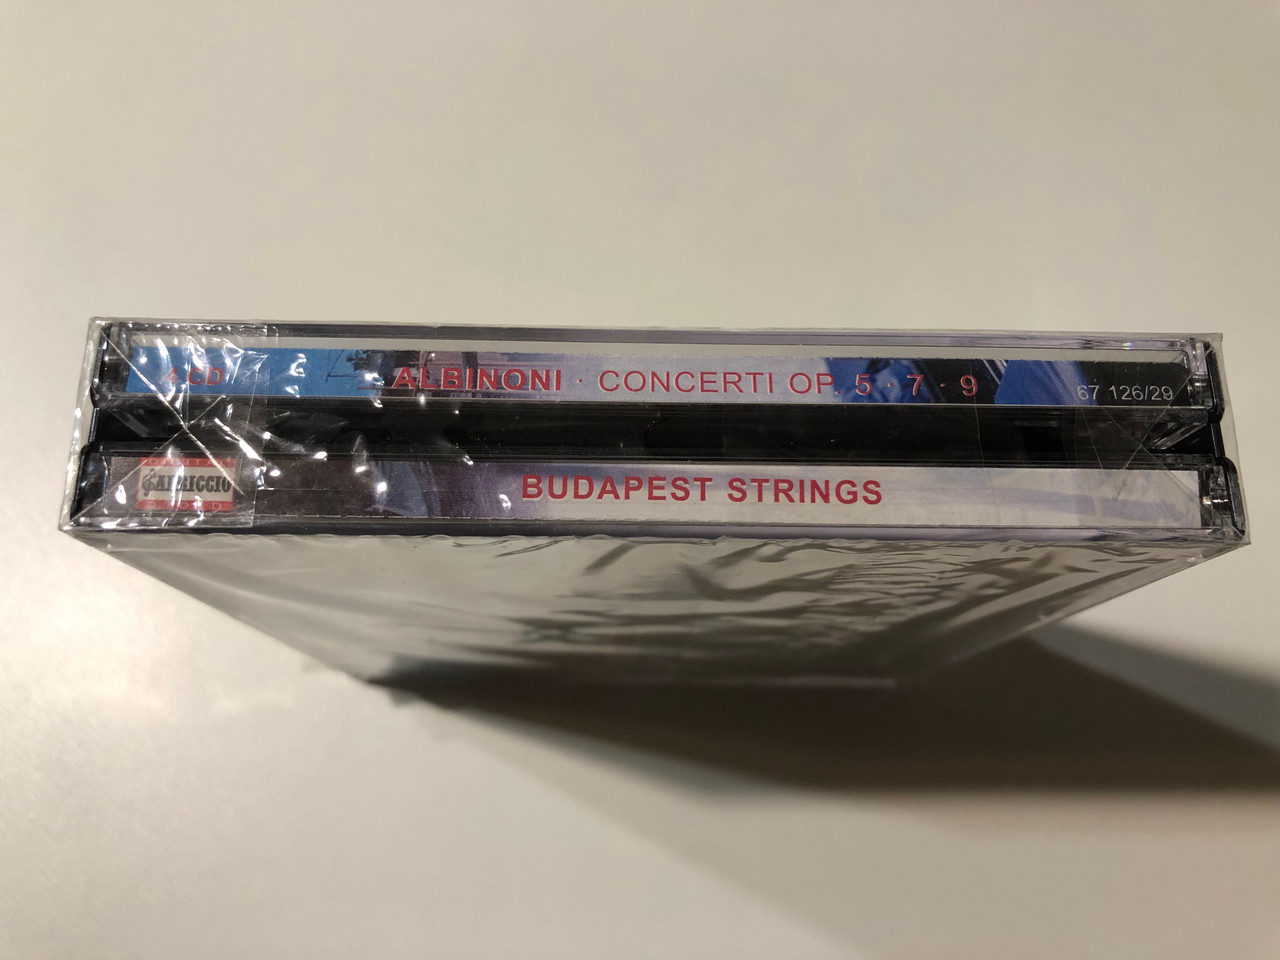 4 CD ALBINONI · CONCERTI OP. 5 · 7 · 9 67 126/29
CAPRICCIO BUDAPEST STRINGS